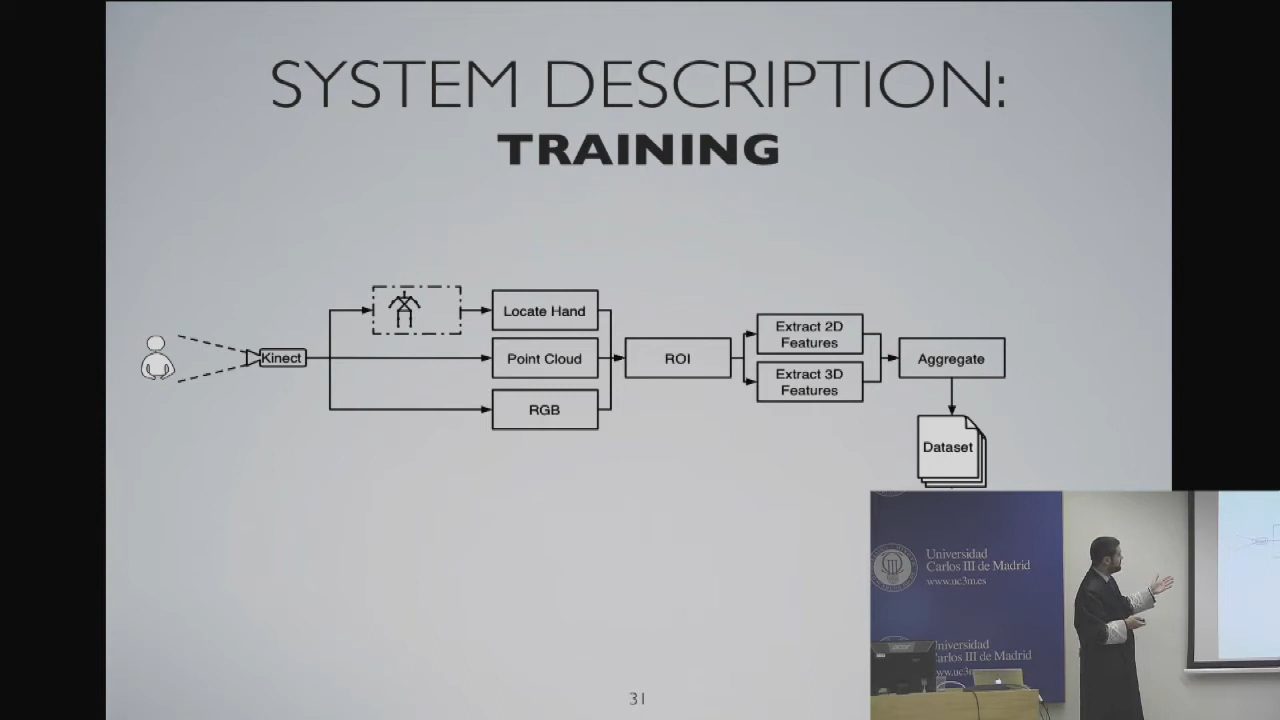 SYSTEM DESCRIPTION:
TRAINING
Kinect
Locate Hand
Point Cloud
RGB
ROI
Extract 2D
Features
Extract 3D
Features
Aggregate
Dataset
Universidad
Carlos III de Madrid
www.uc3m.es
Universidad
Carlos III de Madrid
31